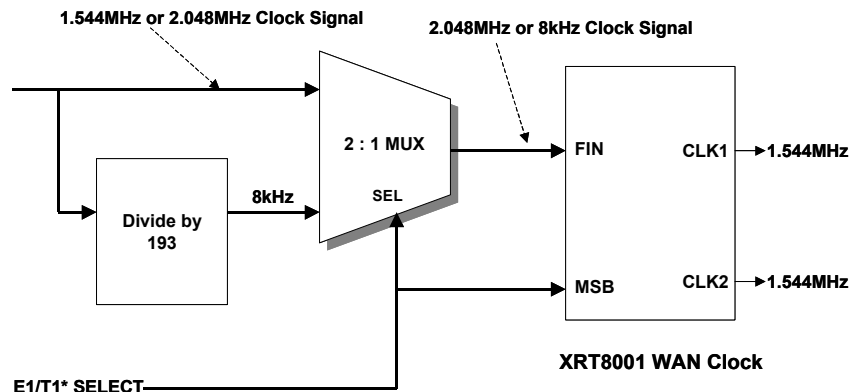 1.544MHz or 2.048MHz Clock Signal
2.048MHz or 8kHz Clock Signal
2 : 1 MUX
SEL
FIN
CLK1
1.544MHz
Divide by
193
8kHz
MSB
CLK2
1.544MHz
XRT8001 WAN Clock
E1/T1* SELECT